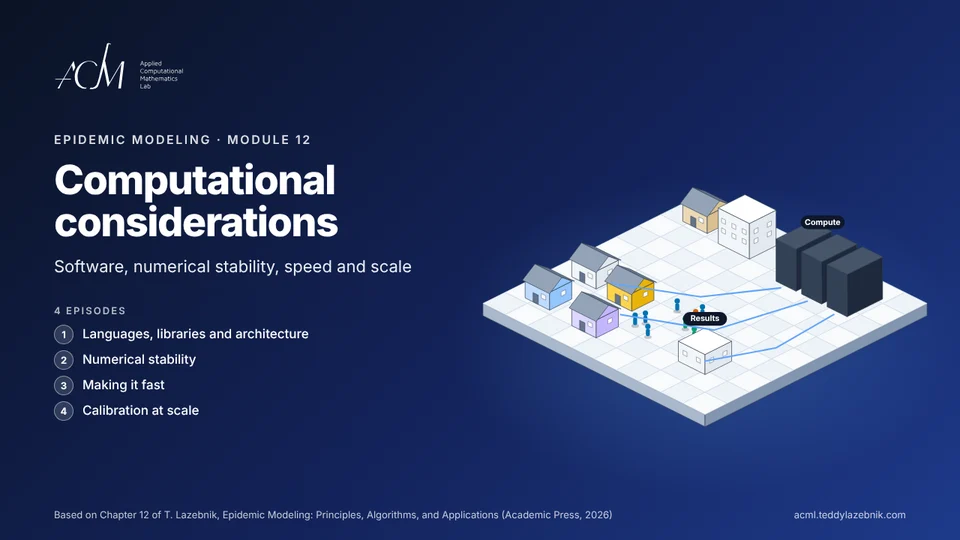 ACM
Applied
Computational
Mathematics
Lab
EPIDEMIC MODELING · MODULE 12
Computational
considerations
Software, numerical stability, speed and scale
4 EPISODES
1 Languages, libraries and architecture
2 Numerical stability
3 Making it fast
4 Calibration at scale
Compute
Results
Based on Chapter 12 of T. Lazebnik, Epidemic Modeling: Principles, Algorithms, and Applications (Academic Press, 2026)
acml.teddylazebnik.com